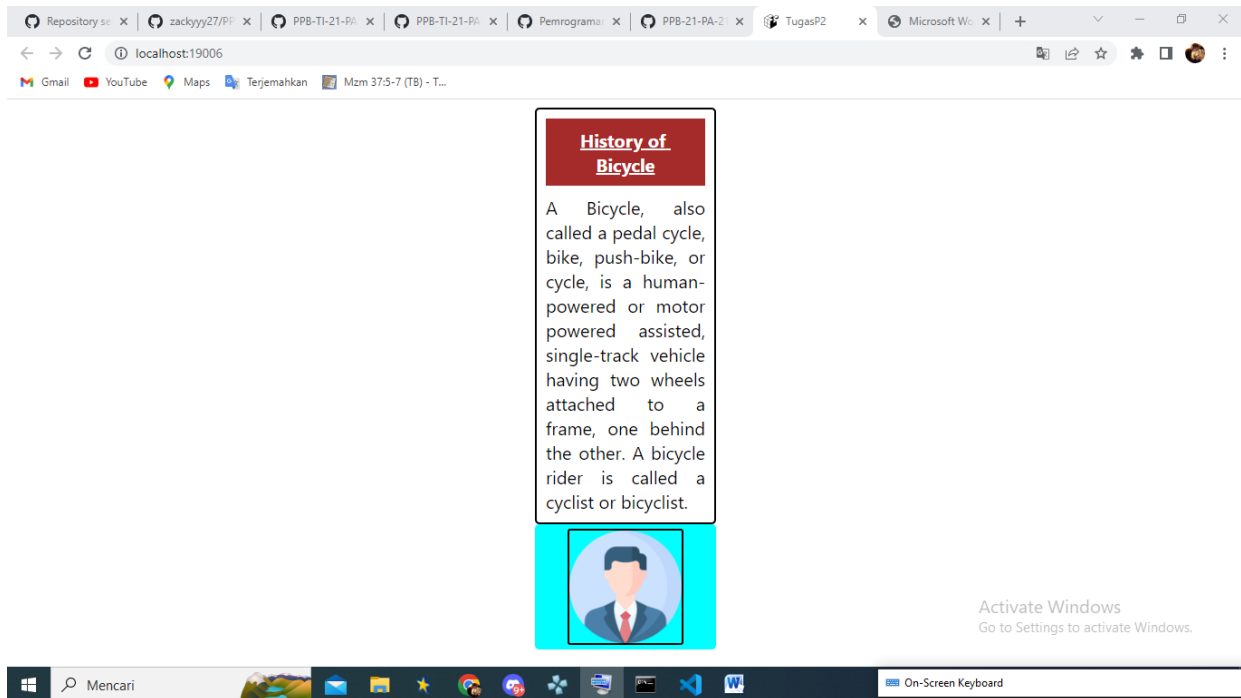 Repository se
zackyyy27/PP
PPB-TI-21-PA
PPB-TI-21-PA
Pemrograman
PPB-21-PA-2
TugasP2
Microsoft Wo
localhost:19006
Gmail
YouTube
Maps
Terjemahkan
Mzm 37:5-7 (TB) - T...
History of
Bicycle
A Bicycle, also
called a pedal cycle,
bike, push-bike, or
cycle, is a human-
powered or motor
powered assisted,
single-track vehicle
having two wheels
attached to a
frame, one behind
the other. A bicycle
rider is called a
cyclist or bicyclist.
Activate Windows
Go to Settings to activate Windows.
Mencari
On-Screen Keyboard